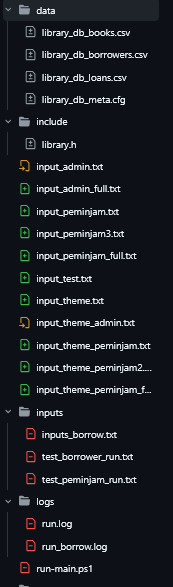 data
library_db_books.csv
library_db_borrowers.csv
library_db_loans.csv
library_db_meta.cfg
include
library.h
input_admin.txt
input_admin_full.txt
input_peminjam.txt
input_peminjam3.txt
input_peminjam_full.txt
input_test.txt
input_theme.txt
input_theme_admin.txt
input_theme_peminjam.txt
input_theme_peminjam2....
input_theme_peminjam_f...
inputs
inputs_borrow.txt
test_borrower_run.txt
test_peminjam_run.txt
logs
run.log
run_borrow.log
run-main.ps1